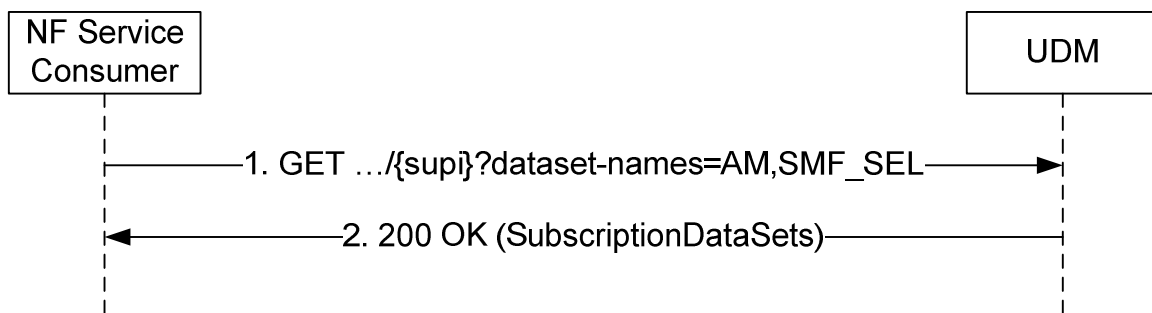 NF Service
Consumer
UDM
1. GET …/{supi}?dataset-names=AM,SMF_SEL
2. 200 OK (SubscriptionDataSets)